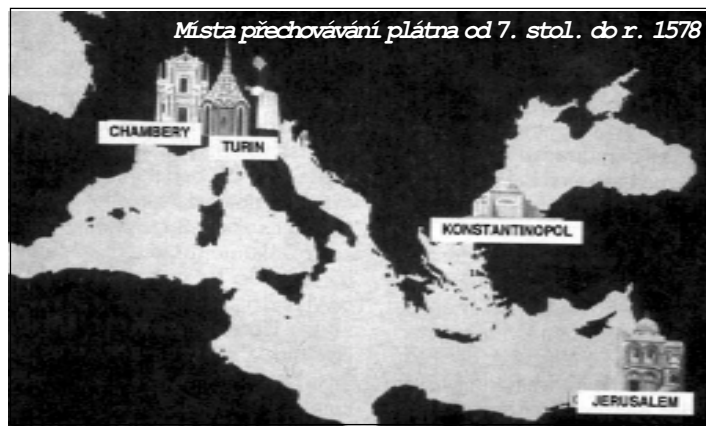 Místa přechovávání plátna od 7. stol. do r. 1578
CHAMBERY
TURIN
KONSTANTINOPOL
JERUSALEM